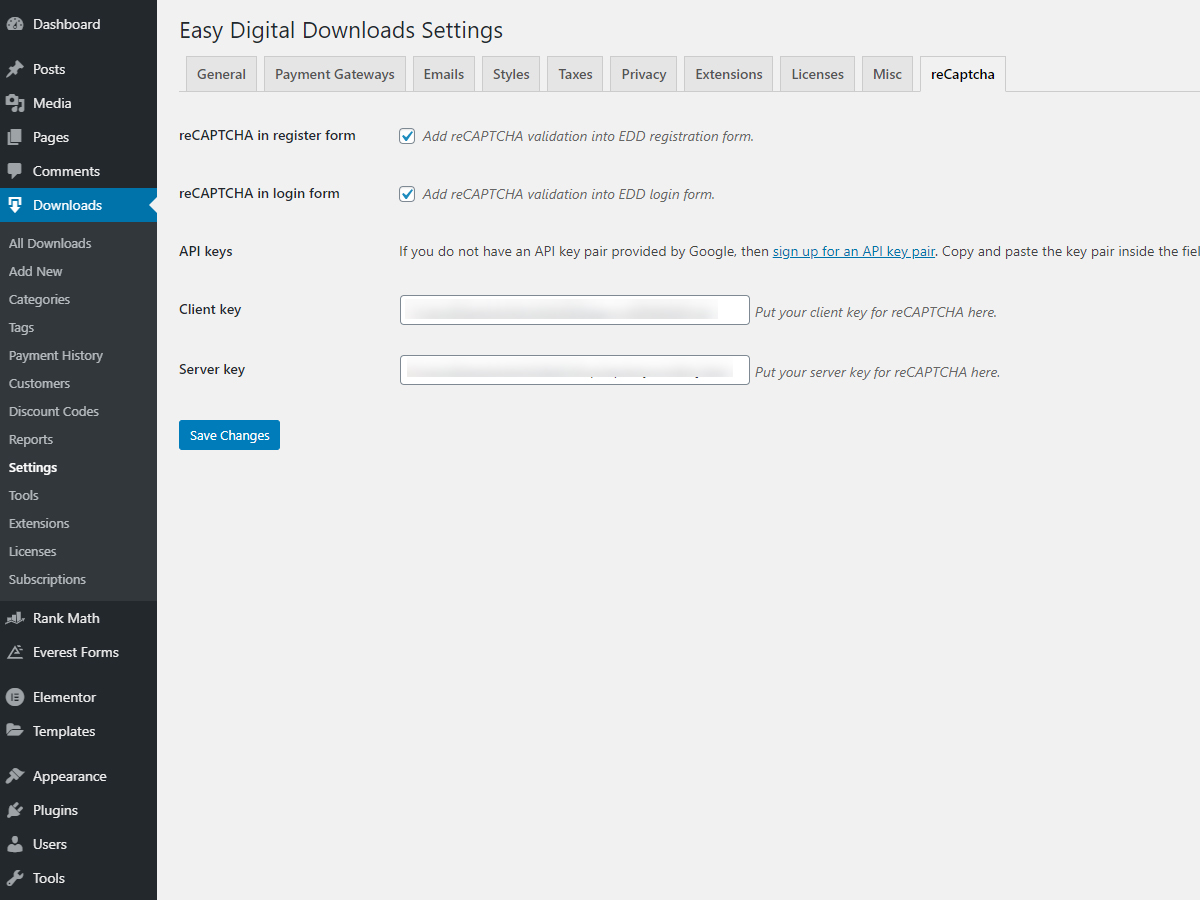 Dashboard
Posts
Media
Pages
Comments
Downloads
All Downloads
Add New
Categories
Tags
Payment History
Customers
Discount Codes
Reports
Settings
Tools
Extensions
Licenses
Subscriptions
Rank Math
Everest Forms
Elementor
Templates
Appearance
Plugins
Users
Tools
Easy Digital Downloads Settings
General Payment Gateways Emails Styles Taxes Privacy Extensions Licenses Misc reCaptcha
reCAPTCHA in register form Add reCAPTCHA validation into EDD registration form.
reCAPTCHA in login form Add reCAPTCHA validation into EDD login form.
API keys If you do not have an API key pair provided by Google, then sign up for an API key pair. Copy and paste the key pair inside the
Client key Put your client key for reCAPTCHA here.
Server key Put your server key for reCAPTCHA here.
Save Changes